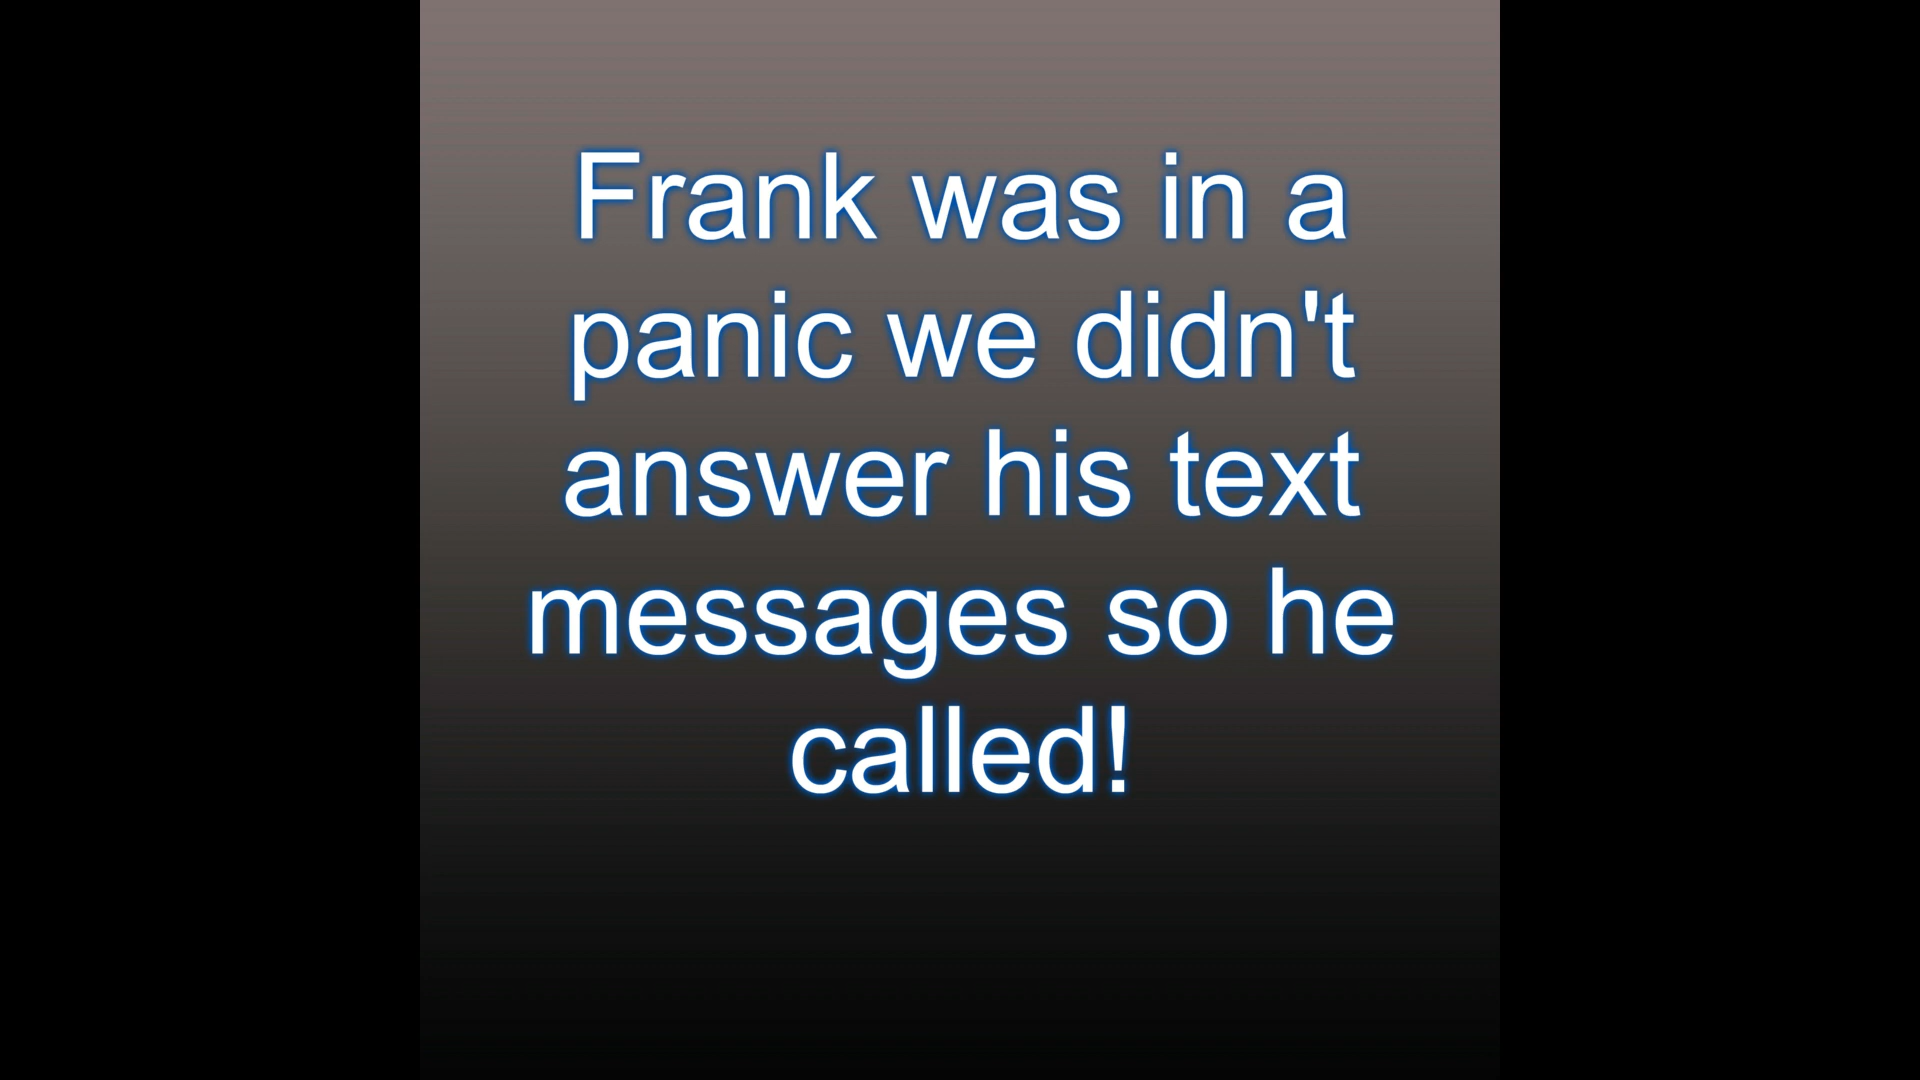 Frank was in a
panic we didn't
answer his text
messages so he
called!